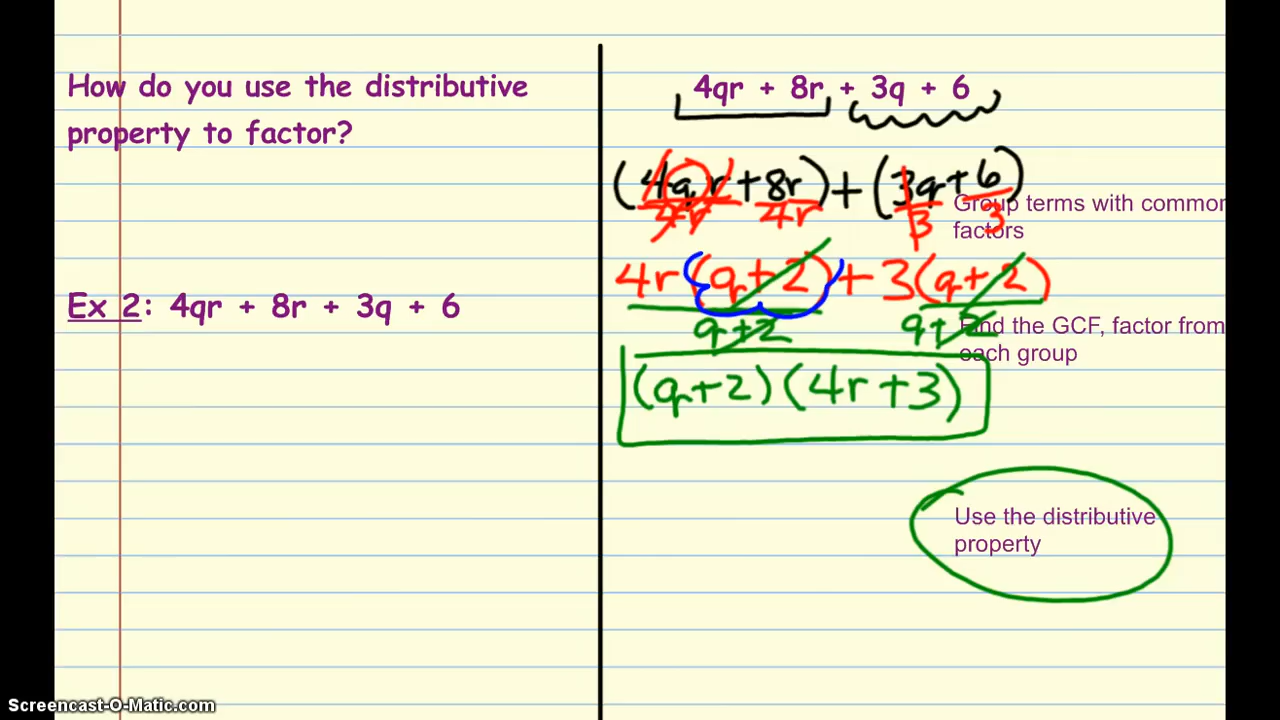 How do you use the distributive
property to factor?
Ex 2: 4qr + 8r + 3q + 6
4qr + 8r + 3q + 6
(4qr + 8r) + (3q + 6)
4r 4r 3 3
Group terms with common
factors
4r (q+2) + 3(q+2)
q+2 q+2
Find the GCF, factor from
each group
(q+2)(4r+3)
Use the distributive
property
Screencast-O-Matic.com